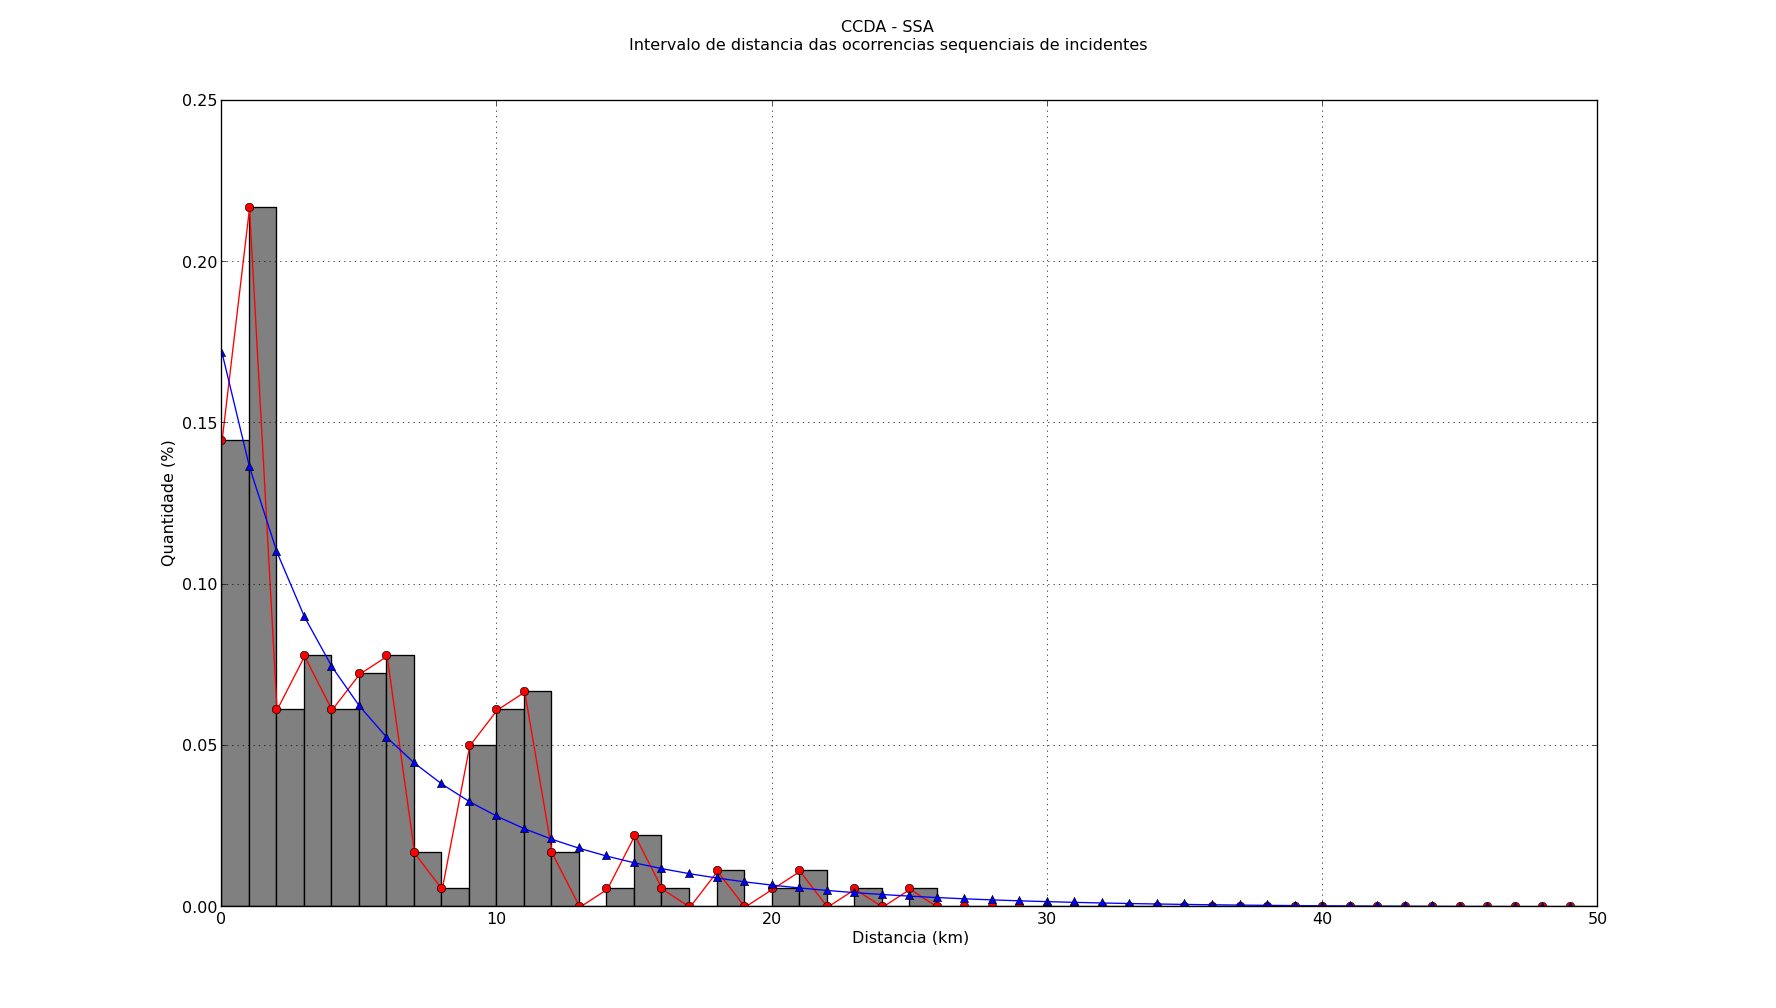 CCDA - SSA
Intervalo de distancia das ocorrencias sequenciais de incidentes
0.25
0.20
0.15
0.10
0.05
0.00
Quantidade (%)
0 10 20 30 40 50
Distancia (km)